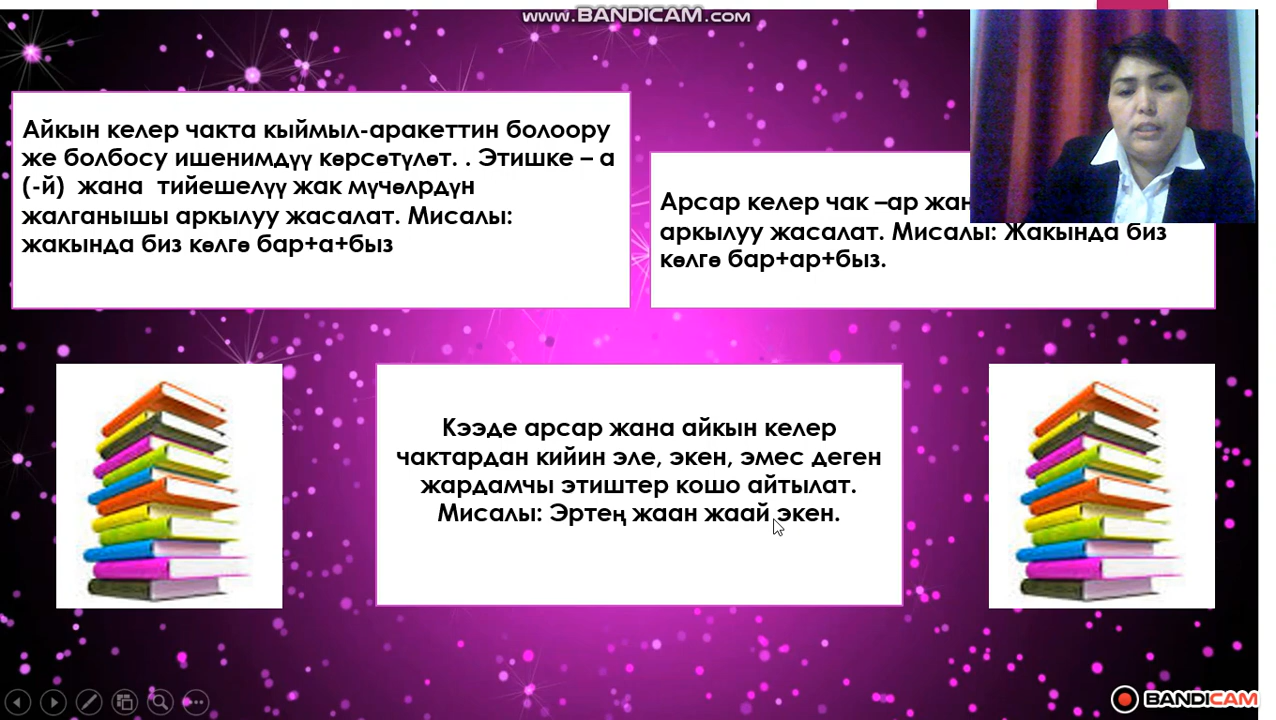 www.BANDICAM.com
Айкын келер чакта кыймыл-аракеттин болоору
же болбосу ишенимдүү көрсөтүлөт. . Этишке – а
(-й) жана тийешелүү жак мүчөлрдүн
жалганышы аркылуу жасалат. Мисалы:
жакында биз көлгө бар+а+быз
Арсар келер чак –ар
аркылуу жасалат. Мисалы: Жакында биз
көлгө бар+ар+быз.
Кээде арсар жана айкын келер
чактардан кийин эле, экен, эмес деген
жардамчы этиштер кошо айтылат.
Мисалы: Эртең жаан жаай экен.
BANDICAM